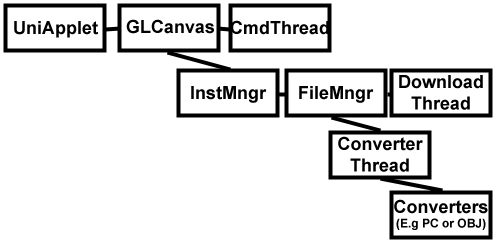 UniApplet
GLCanvas
CmdThread
InstMngr
FileMngr
Download
Thread
Converter
Thread
Converters
(E.g PC or OBJ)